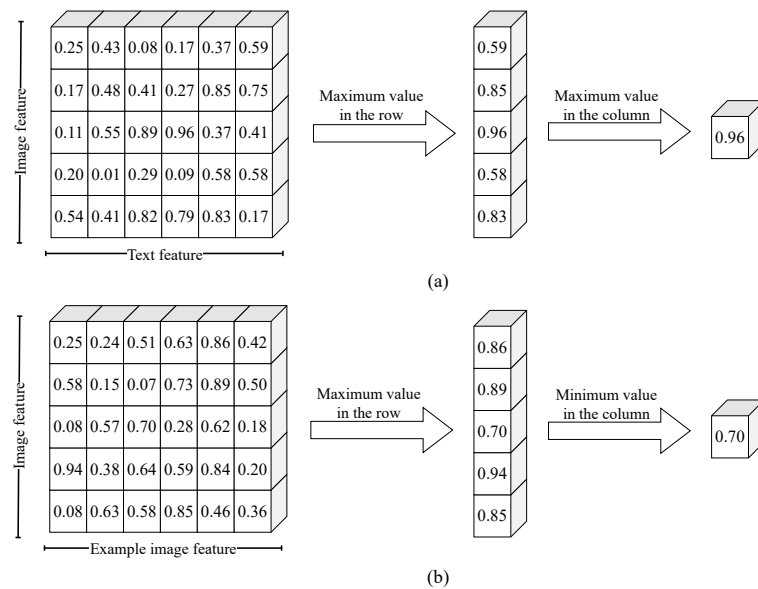 Image feature
0.25 0.43 0.08 0.17 0.37 0.59
0.17 0.48 0.41 0.27 0.85 0.75
0.11 0.55 0.89 0.96 0.37 0.41
0.20 0.01 0.29 0.09 0.58 0.58
0.54 0.41 0.82 0.79 0.83 0.17
Text feature
Maximum value
in the row
0.59
0.85
0.96
0.58
0.83
Maximum value
in the column
0.96
(a)
Image feature
0.25 0.24 0.51 0.63 0.86 0.42
0.58 0.15 0.07 0.73 0.89 0.50
0.08 0.57 0.70 0.28 0.62 0.18
0.94 0.38 0.64 0.59 0.84 0.20
0.08 0.63 0.58 0.85 0.46 0.36
Example image feature
Maximum value
in the row
0.86
0.89
0.70
0.94
0.85
Minimum value
in the column
0.70
(b)